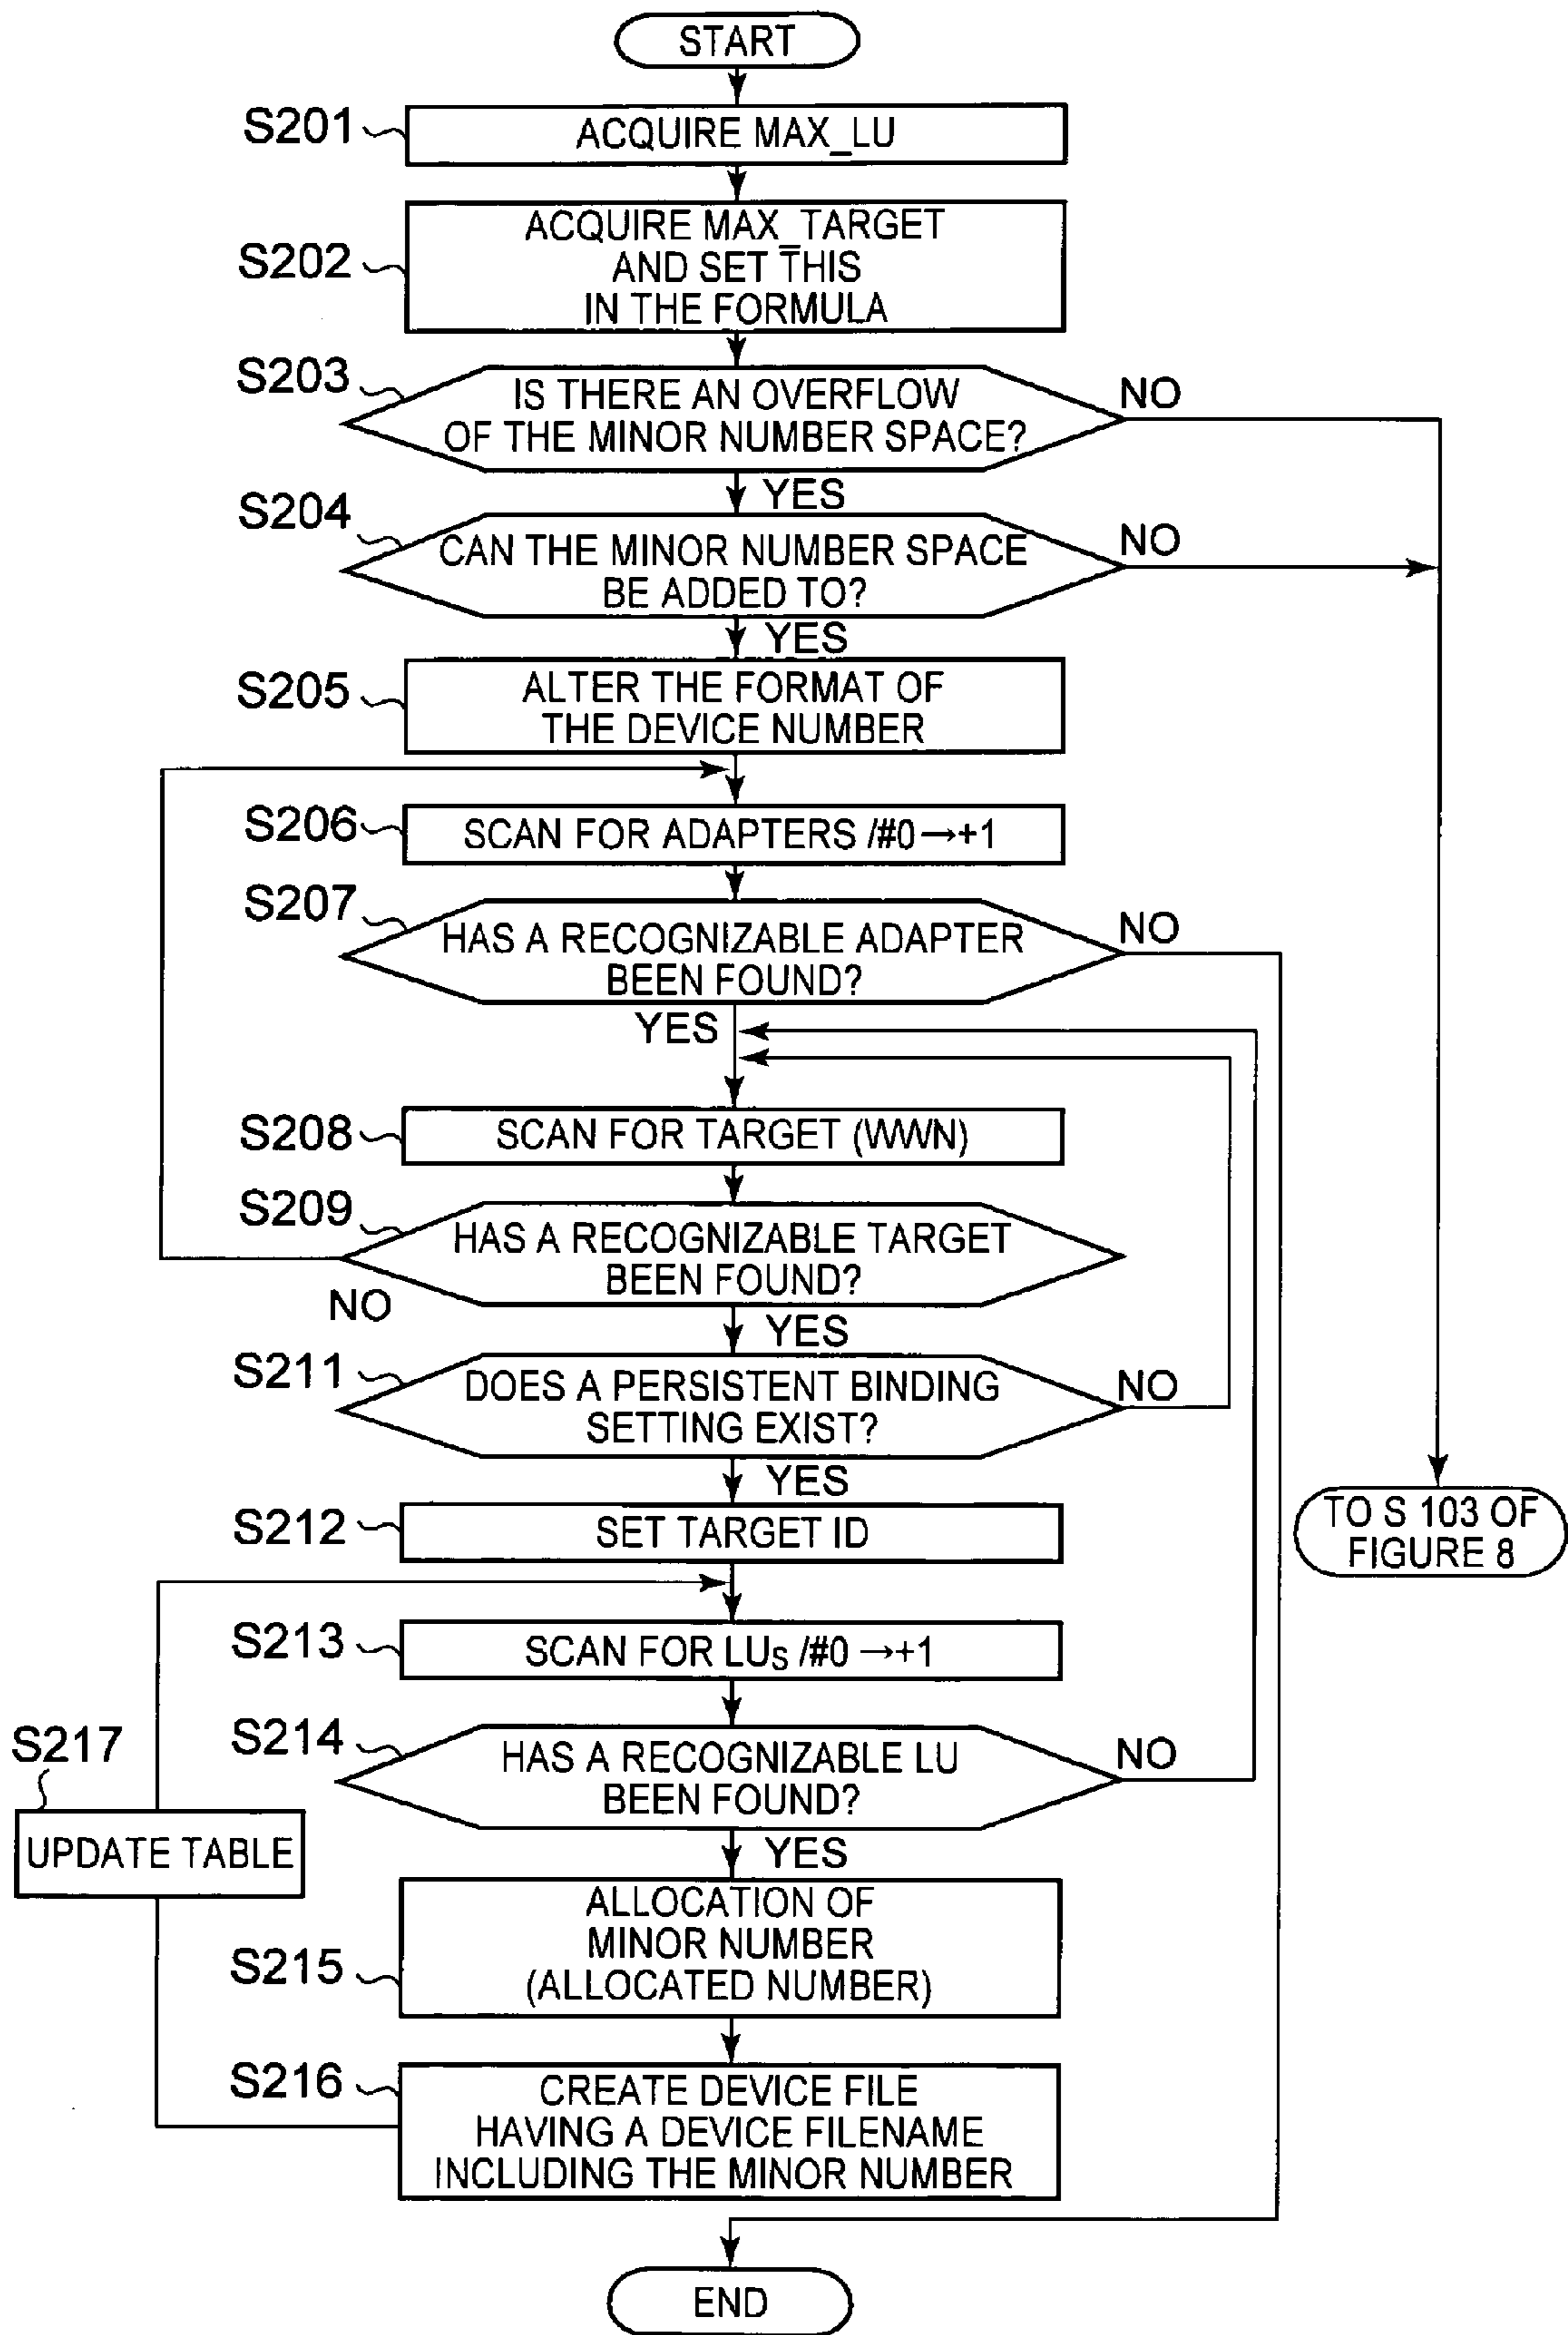 START
S201
ACQUIRE MAX_LU
S202
ACQUIRE MAX_TARGET
AND SET THIS
IN THE FORMULA
S203
IS THERE AN OVERFLOW
OF THE MINOR NUMBER SPACE?
NO
YES
S204
CAN THE MINOR NUMBER SPACE
BE ADDED TO?
NO
YES
S205
ALTER THE FORMAT OF
THE DEVICE NUMBER
S206
SCAN FOR ADAPTERS /#0→+1
S207
HAS A RECOGNIZABLE ADAPTER
BEEN FOUND?
NO
YES
S208
SCAN FOR TARGET (WWN)
S209
HAS A RECOGNIZABLE TARGET
BEEN FOUND?
NO
YES
S211
DOES A PERSISTENT BINDING
SETTING EXIST?
NO
YES
TO S 103 OF
FIGURE 8
S212
SET TARGET ID
S213
SCAN FOR LUs /#0 →+1
S214
HAS A RECOGNIZABLE LU
BEEN FOUND?
NO
YES
S217
UPDATE TABLE
S215
ALLOCATION OF
MINOR NUMBER
(ALLOCATED NUMBER)
S216
CREATE DEVICE FILE
HAVING A DEVICE FILENAME
INCLUDING THE MINOR NUMBER
END